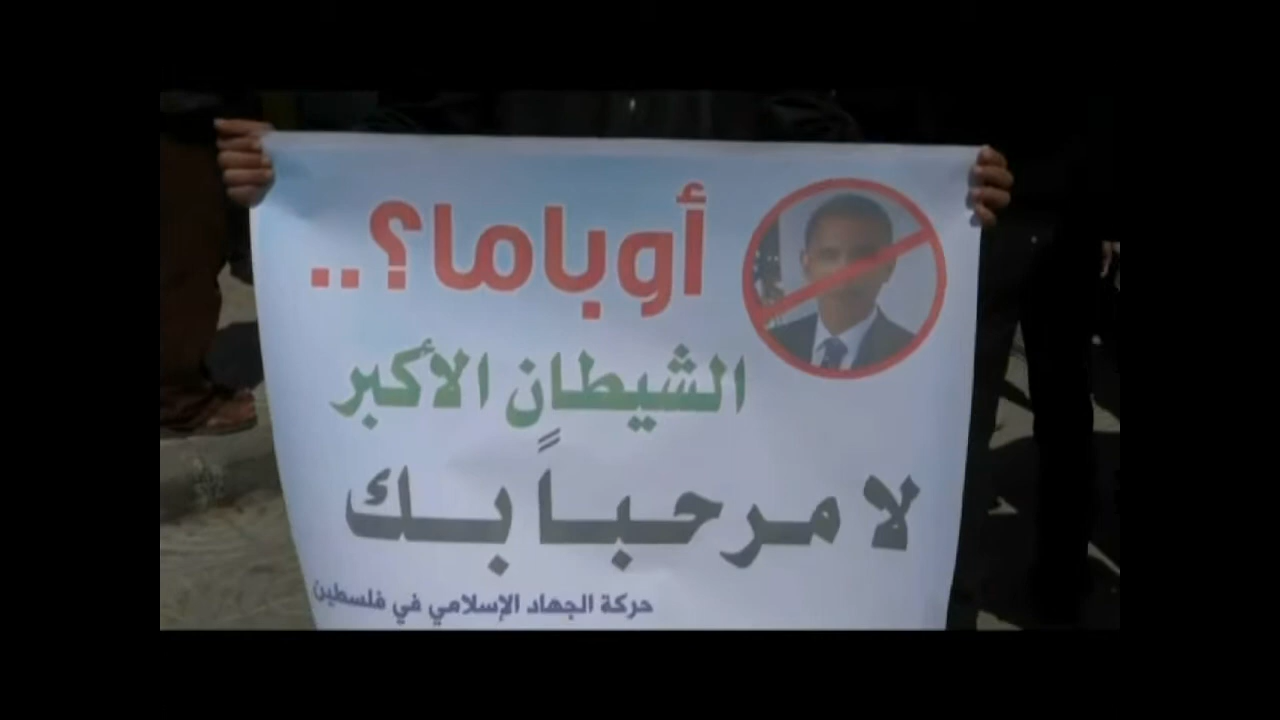 أوباما؟..
الشيطان الأكبر
لا مرحباً بك
حركة الجهاد الإسلامي في فلسطين